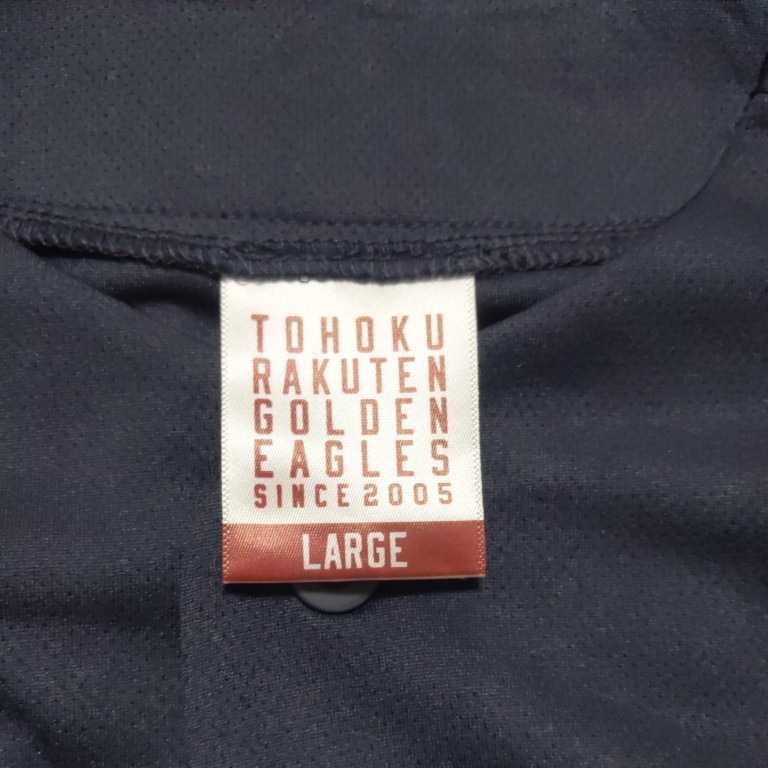 TOHOKU
RAKUTEN
GOLDEN
EAGLES
SINCE 2005
LARGE